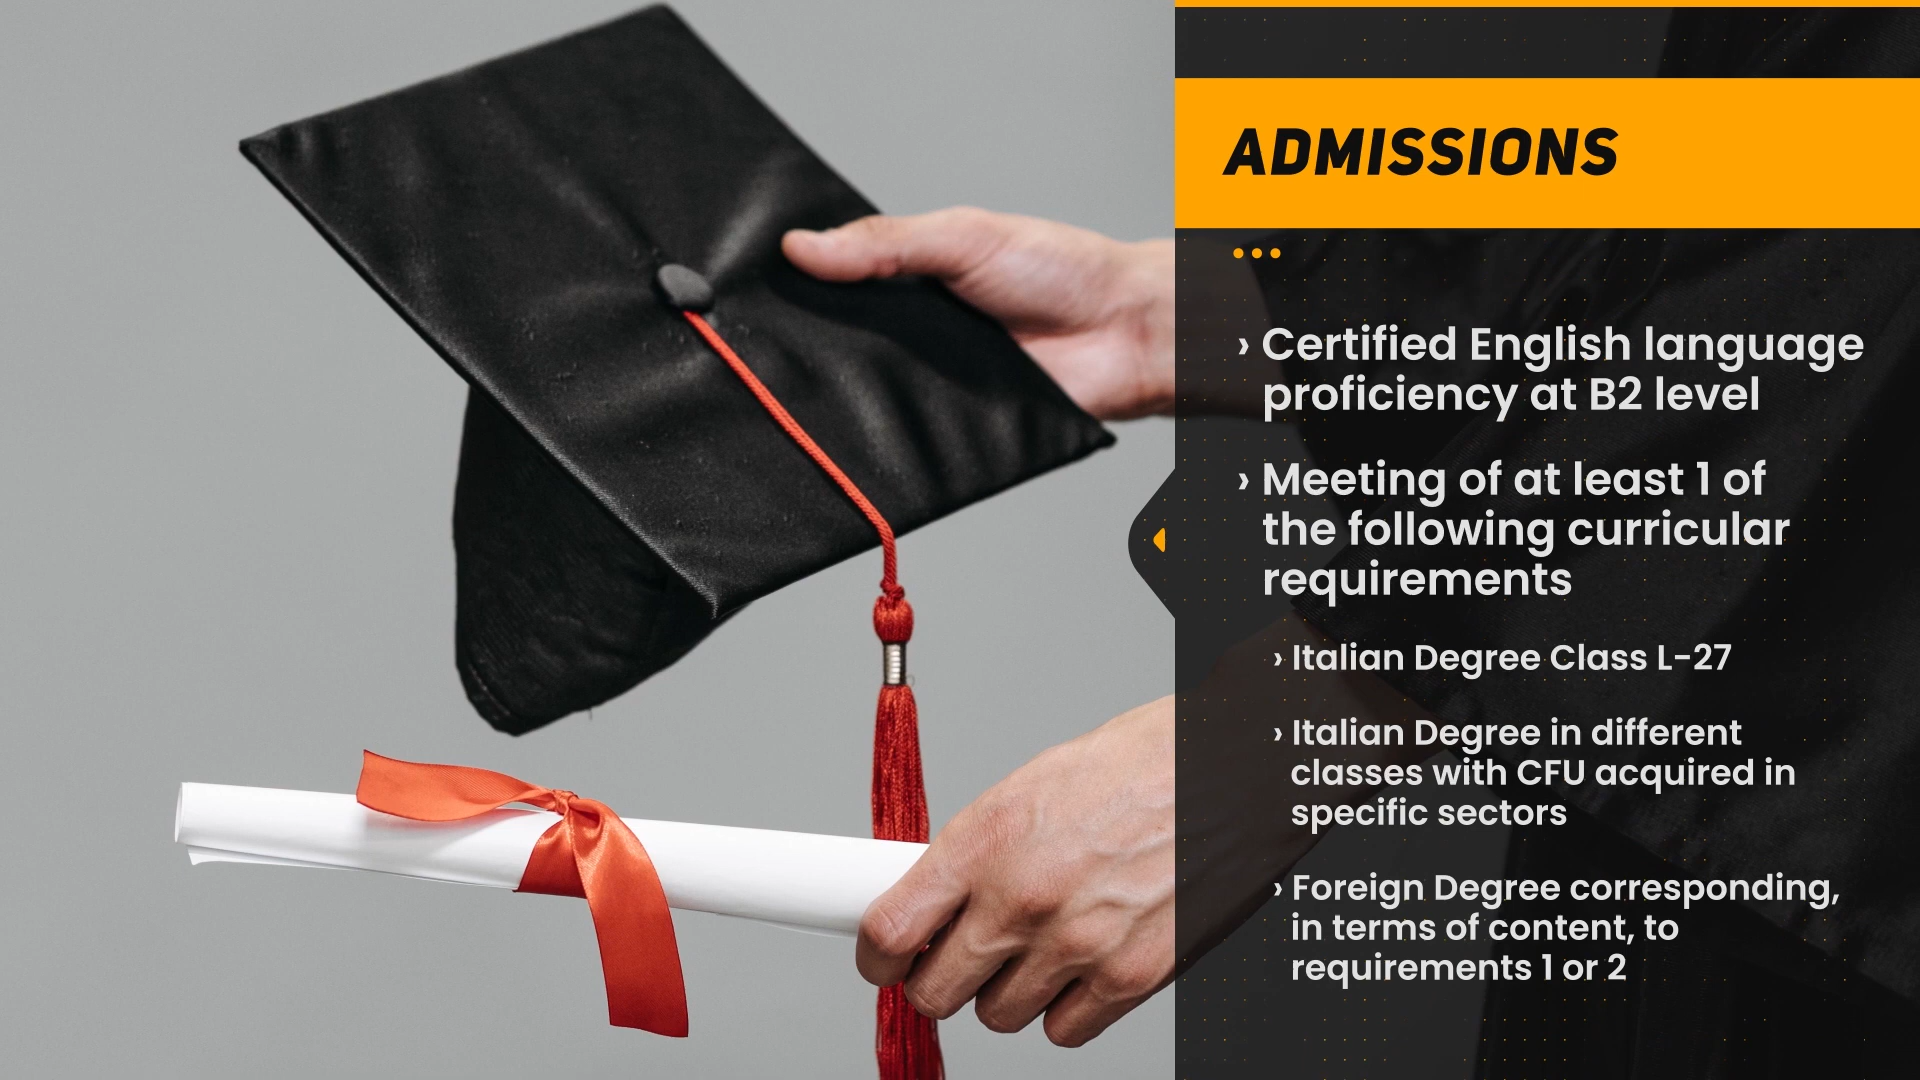 ADMISSIONS
› Certified English language
proficiency at B2 level
› Meeting of at least 1 of
the following curricular
requirements
› Italian Degree Class L-27
› Italian Degree in different
classes with CFU acquired in
specific sectors
› Foreign Degree corresponding,
in terms of content, to
requirements 1 or 2